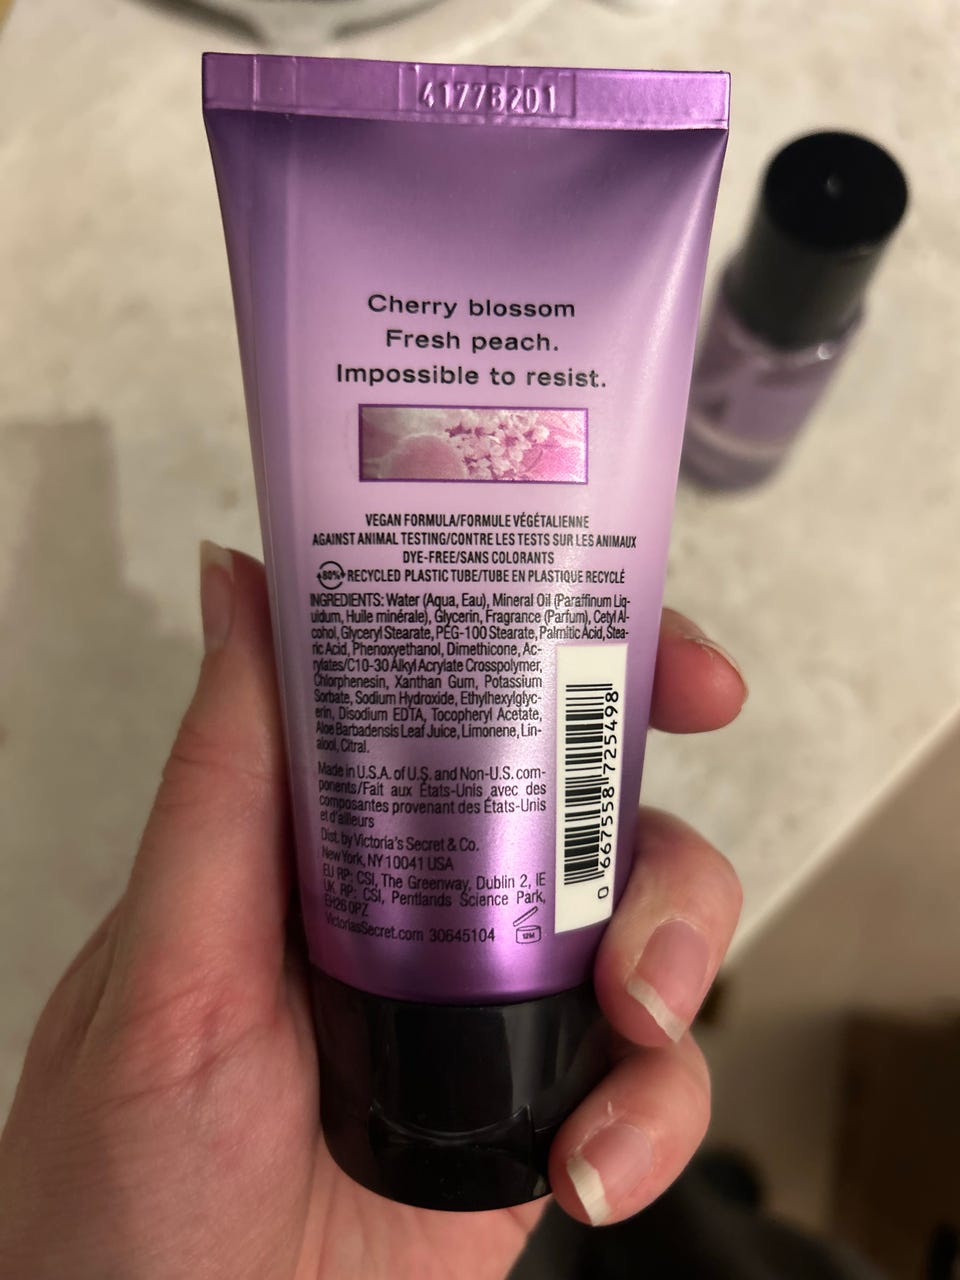 4177B201
Cherry blossom
Fresh peach.
Impossible to resist.
VEGAN FORMULA/FORMULE VÉGÉTALIENNE
AGAINST ANIMAL TESTING/CONTRE LES TESTS SUR LES ANIMAUX
DYE-FREE/SANS COLORANTS
80% RECYCLED PLASTIC TUBE/TUBE EN PLASTIQUE RECYCLÉ
INGREDIENTS: Water (Aqua, Eau), Mineral Oil (Paraffinum Liq-
uidum, Huile minérale), Glycerin, Fragrance (Parfum), Cetyl Al-
cohol, Glyceryl Stearate, PEG-100 Stearate, Palmitic Acid, Stea-
ric Acid, Phenoxyethanol, Dimethicone, Ac-
rylates/C10-30 Alkyl Acrylate Crosspolymer,
Chlorphenesin, Xanthan Gum, Potassium
Sorbate, Sodium Hydroxide, Ethylhexylglyc-
erin, Disodium EDTA, Tocopheryl Acetate,
Aloe Barbadensis Leaf Juice, Limonene, Lin-
alool, Citral.
Made in U.S.A. of U.S. and Non-U.S. com-
ponents/Fait aux États-Unis avec des
composantes provenant des États-Unis
et d'ailleurs
Dist. by Victoria's Secret & Co.
New York, NY 10041 USA
EU RP: CSI, The Greenway, Dublin 2, IE
UK RP: CSI, Pentlands Science Park,
EH26 0PZ
VictoriasSecret.com 30645104
12M
0 667558 725498